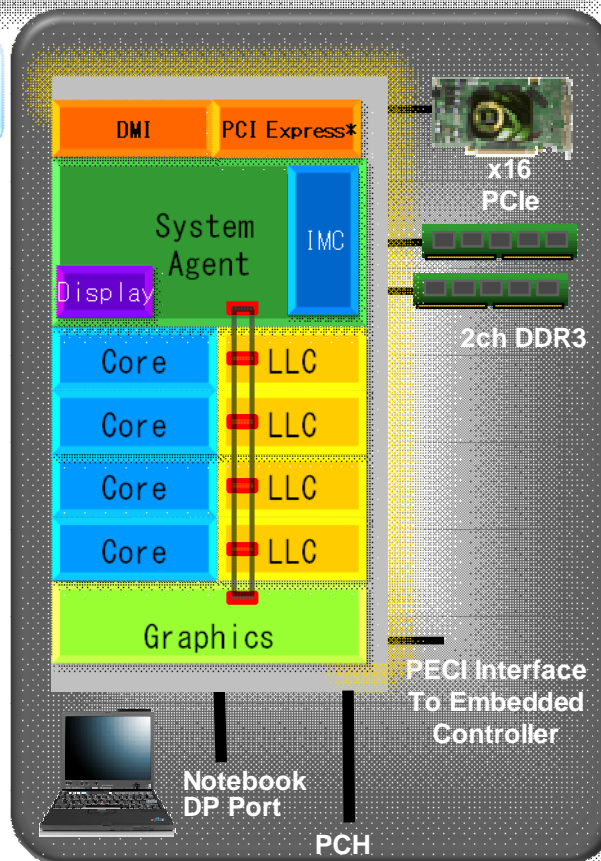 DMI
PCI Express*
x16
PCIe
System
Agent
IMC
Display
2ch DDR3
Core
LLC
Core
LLC
Core
LLC
Core
LLC
Graphics
PECI Interface
To Embedded
Controller
Notebook
DP Port
PCH